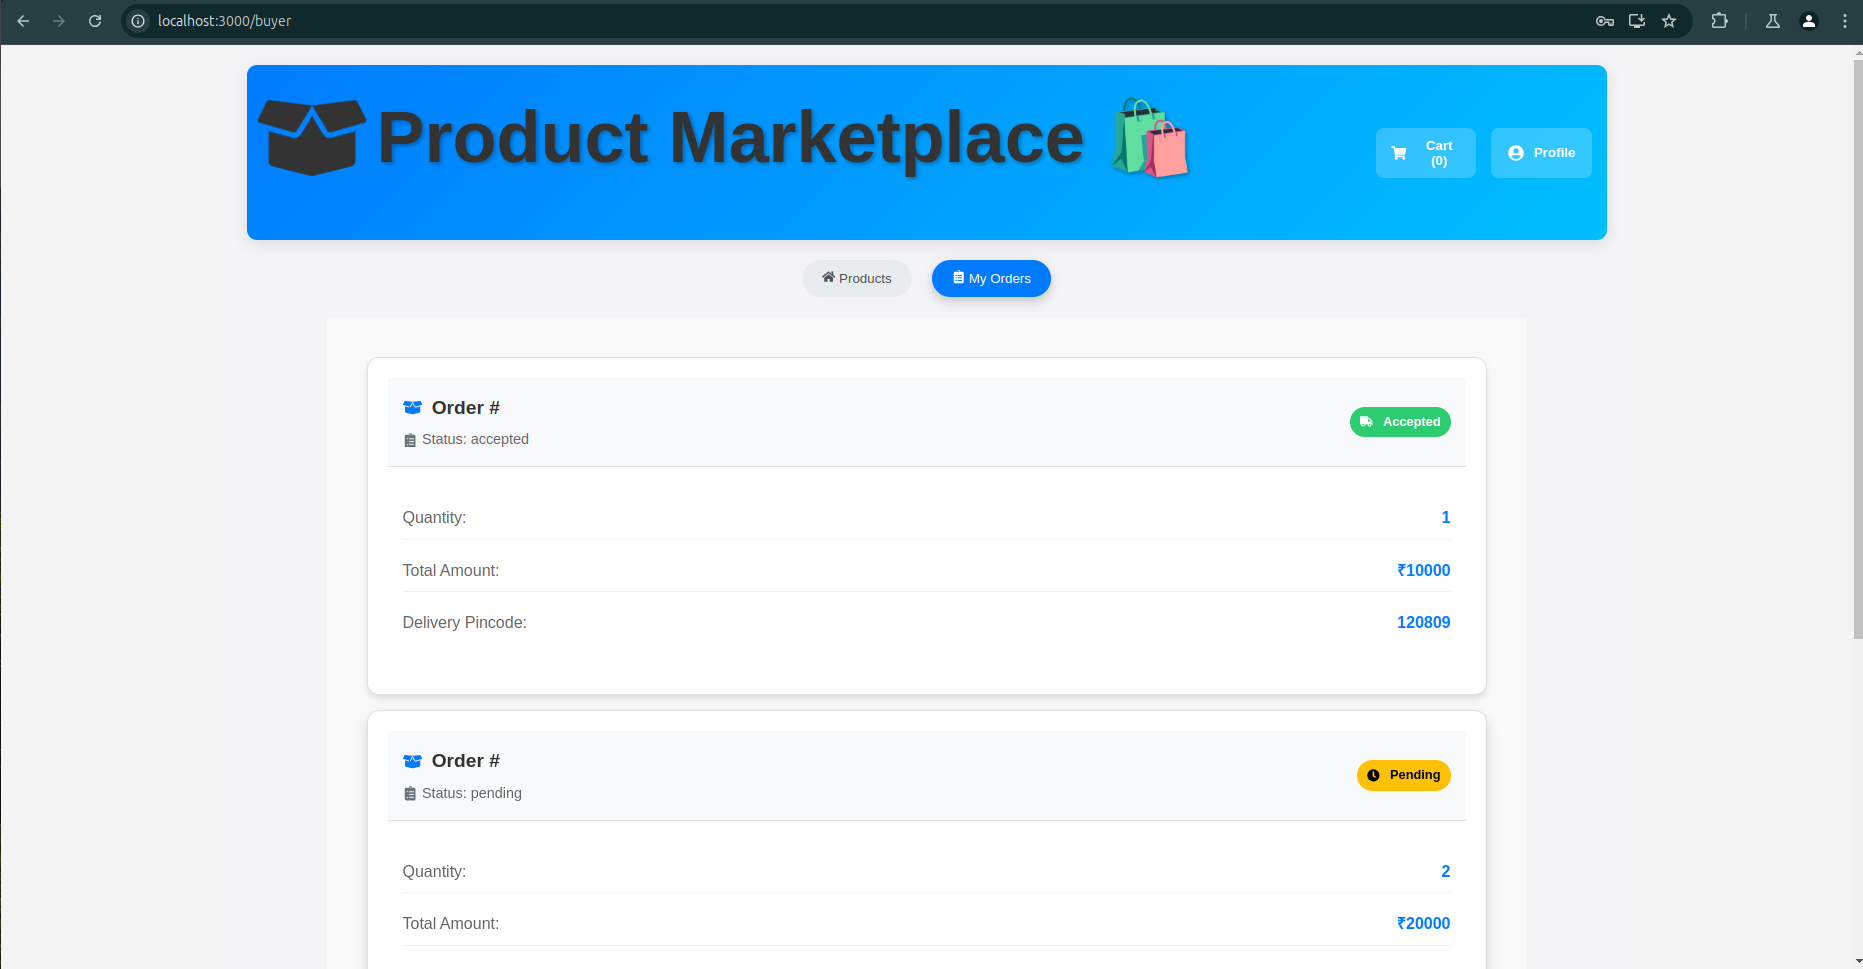 localhost:3000/buyer
Product Marketplace
Cart
(0)
Profile
Products
My Orders
Order #
Status: accepted
Accepted
Quantity:
1
Total Amount:
₹10000
Delivery Pincode:
120809
Order #
Status: pending
Pending
Quantity:
2
Total Amount:
₹20000